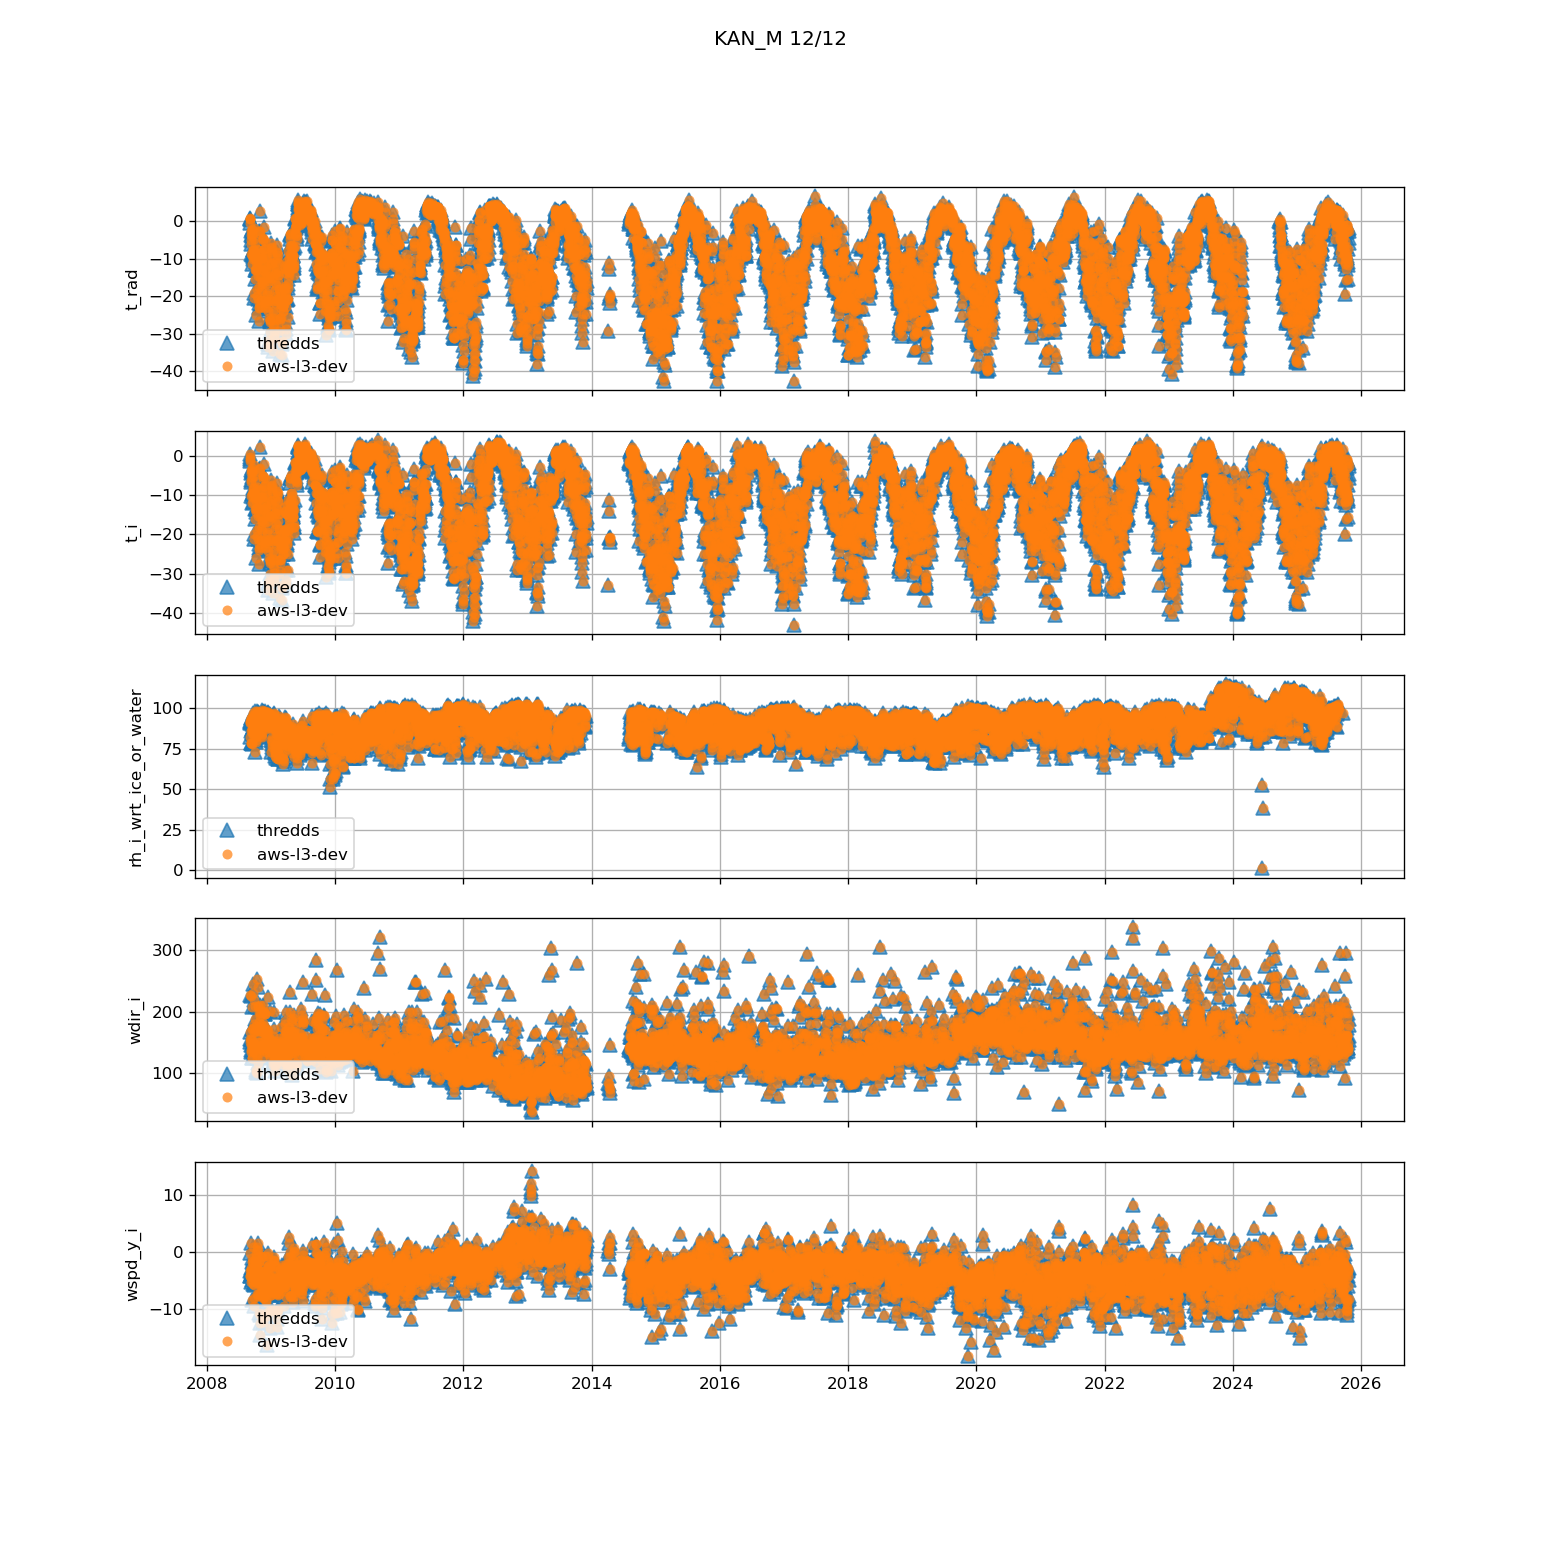 KAN_M 12/12
t_rad
0
−10
−20
−30
−40
thredds
aws-l3-dev
t_i
0
−10
−20
−30
−40
thredds
aws-l3-dev
rh_i_wrt_ice_or_water
100
75
50
25
0
thredds
aws-l3-dev
wdir_i
300
200
100
thredds
aws-l3-dev
wspd_y_i
10
0
−10
thredds
aws-l3-dev
2008 2010 2012 2014 2016 2018 2020 2022 2024 2026